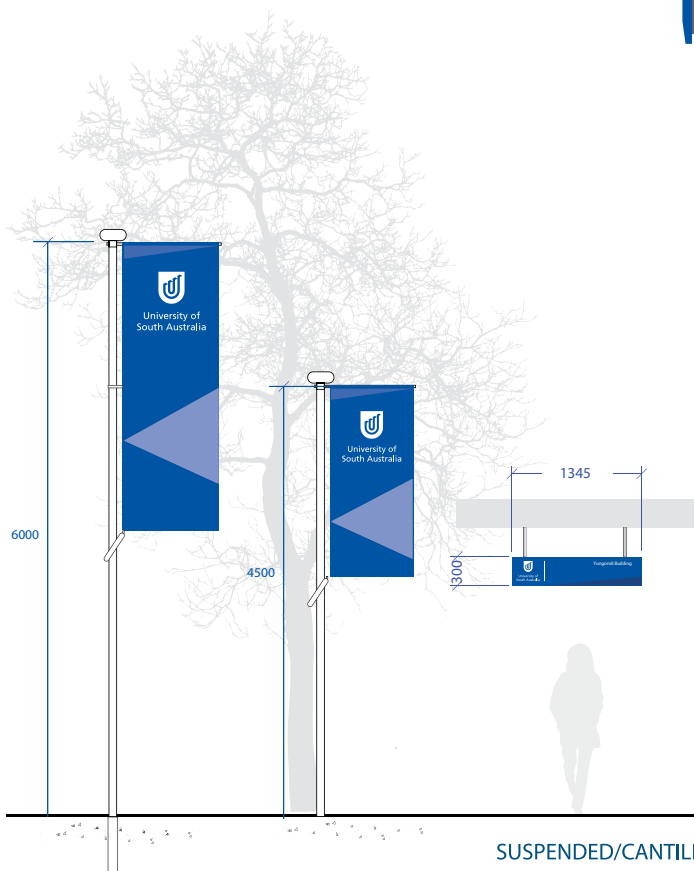 University of
South Australia
6000
University of
South Australia
4500
1345
300
University of
South Australia
Yungondi Building
SUSPENDED/CANTIL